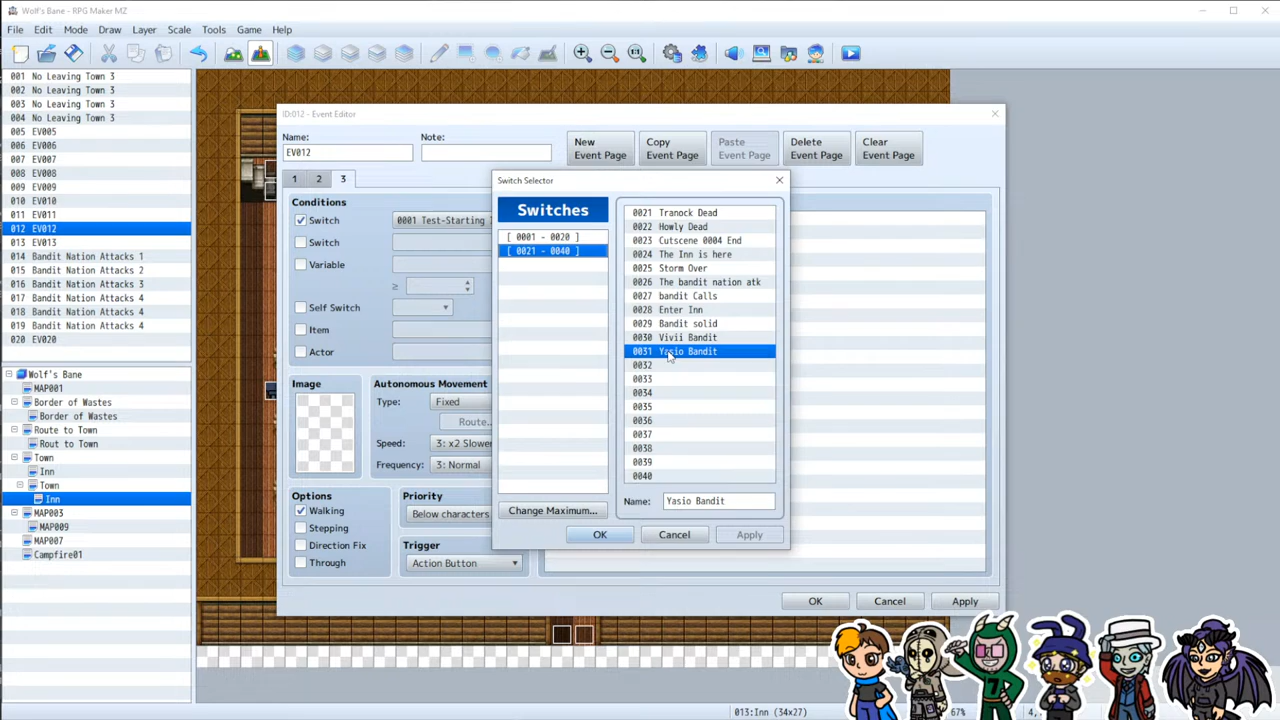 Wolf's Bane - RPG Maker MZ
File Edit Mode Draw Layer Scale Tools Game Help
001 No Leaving Town 3
002 No Leaving Town 3
003 No Leaving Town 3
004 No Leaving Town 3
005 EV005
006 EV006
007 EV007
008 EV008
009 EV009
010 EV010
011 EV011
012 EV012
013 EV013
014 Bandit Nation Attacks 1
015 Bandit Nation Attacks 2
016 Bandit Nation Attacks 3
017 Bandit Nation Attacks 4
018 Bandit Nation Attacks 4
019 Bandit Nation Attacks 4
020 EV020
Wolf's Bane
MAP001
Border of Wastes
Border of Wastes
Route to Town
Rout to Town
Town
Inn
Town
Inn
MAP003
MAP009
MAP007
Campfire01
ID:012 - Event Editor
Name: Note:
EV012
New Event Page
Copy Event Page
Paste Event Page
Delete Event Page
Clear Event Page
1 2 3
Conditions
Switch 0001 Test-Starting
Switch
Variable
≥
Self Switch
Item
Actor
Image
Autonomous Movement
Type: Fixed
Route..
Speed: 3: x2 Slower
Frequency: 3: Normal
Options
Walking
Stepping
Direction Fix
Through
Priority
Below characters
Trigger
Action Button
OK Cancel Apply
Switch Selector
Switches
[ 0001 - 0020 ]
[ 0021 - 0040 ]
Change Maximum...
0021 Tranock Dead
0022 Howly Dead
0023 Cutscene 0004 End
0024 The Inn is here
0025 Storm Over
0026 The bandit nation atk
0027 bandit Calls
0028 Enter Inn
0029 Bandit solid
0030 Vivii Bandit
0031 Yasio Bandit
0032
0033
0034
0035
0036
0037
0038
0039
0040
Name: Yasio Bandit
OK Cancel Apply
013:Inn (34x27)
67%
4,
7